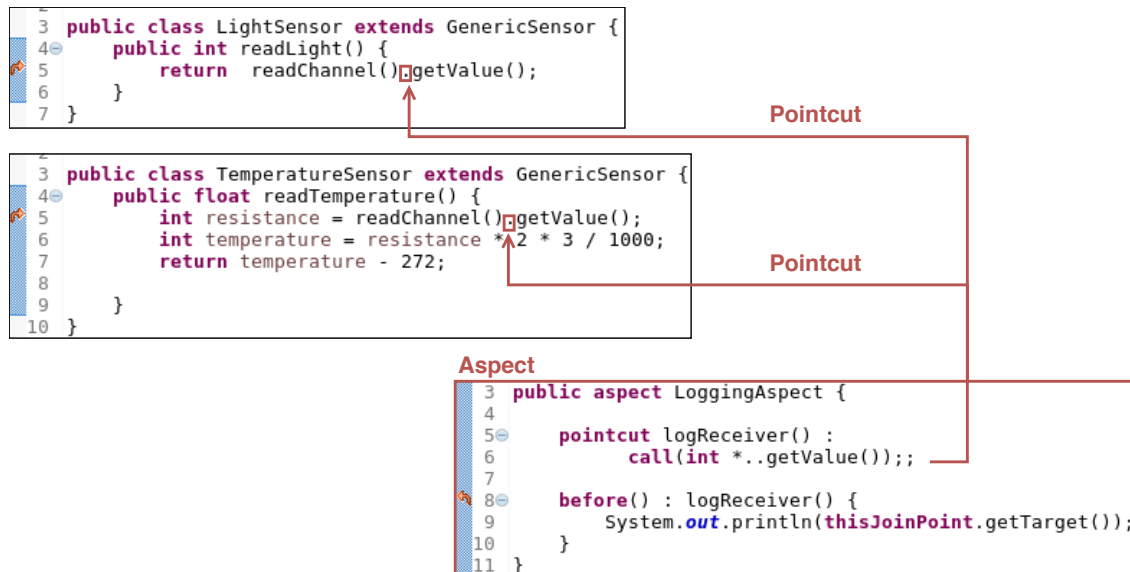 2
3 public class LightSensor extends GenericSensor {
4 public int readLight() {
5 return readChannel().getValue();
6 }
7 }
Pointcut
2
3 public class TemperatureSensor extends GenericSensor {
4 public float readTemperature() {
5 int resistance = readChannel().getValue();
6 int temperature = resistance * 2 * 3 / 1000;
7 return temperature - 272;
8
9 }
10 }
Pointcut
Aspect
3 public aspect LoggingAspect {
4
5 pointcut logReceiver() :
6 call(int *..getValue());;
7
8 before() : logReceiver() {
9 System.out.println(thisJoinPoint.getTarget());
10 }
11 }